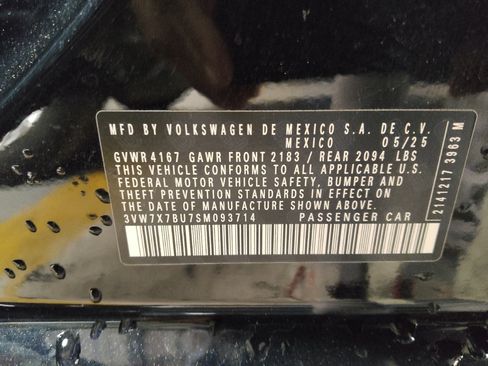 MFD BY VOLKSWAGEN DE MEXICO S.A. DE C.V.
MEXICO 05/25
GVWR 4167 GAWR FRONT 2183 / REAR 2094 LBS
THIS VEHICLE CONFORMS TO ALL APPLICABLE U.S.
FEDERAL MOTOR VEHICLE SAFETY, BUMPER AND
THEFT PREVENTION STANDARDS IN EFFECT ON
THE DATE OF MANUFACTURE SHOWN ABOVE.
3VW7X7BU7SM093714 PASSENGER CAR
2141217 3963 M